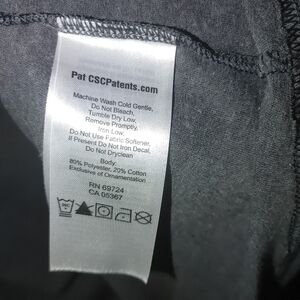 Pat CSCPatents.com
Machine Wash Cold Gentle,
Do Not Bleach,
Tumble Dry Low,
Remove Promptly,
Iron Low,
Do Not Use Fabric Softener,
If Present Do Not Iron Decal,
Do Not Dryclean
Body:
80% Polyester, 20% Cotton
Exclusive of Ornamentation
RN 69724
CA 05367